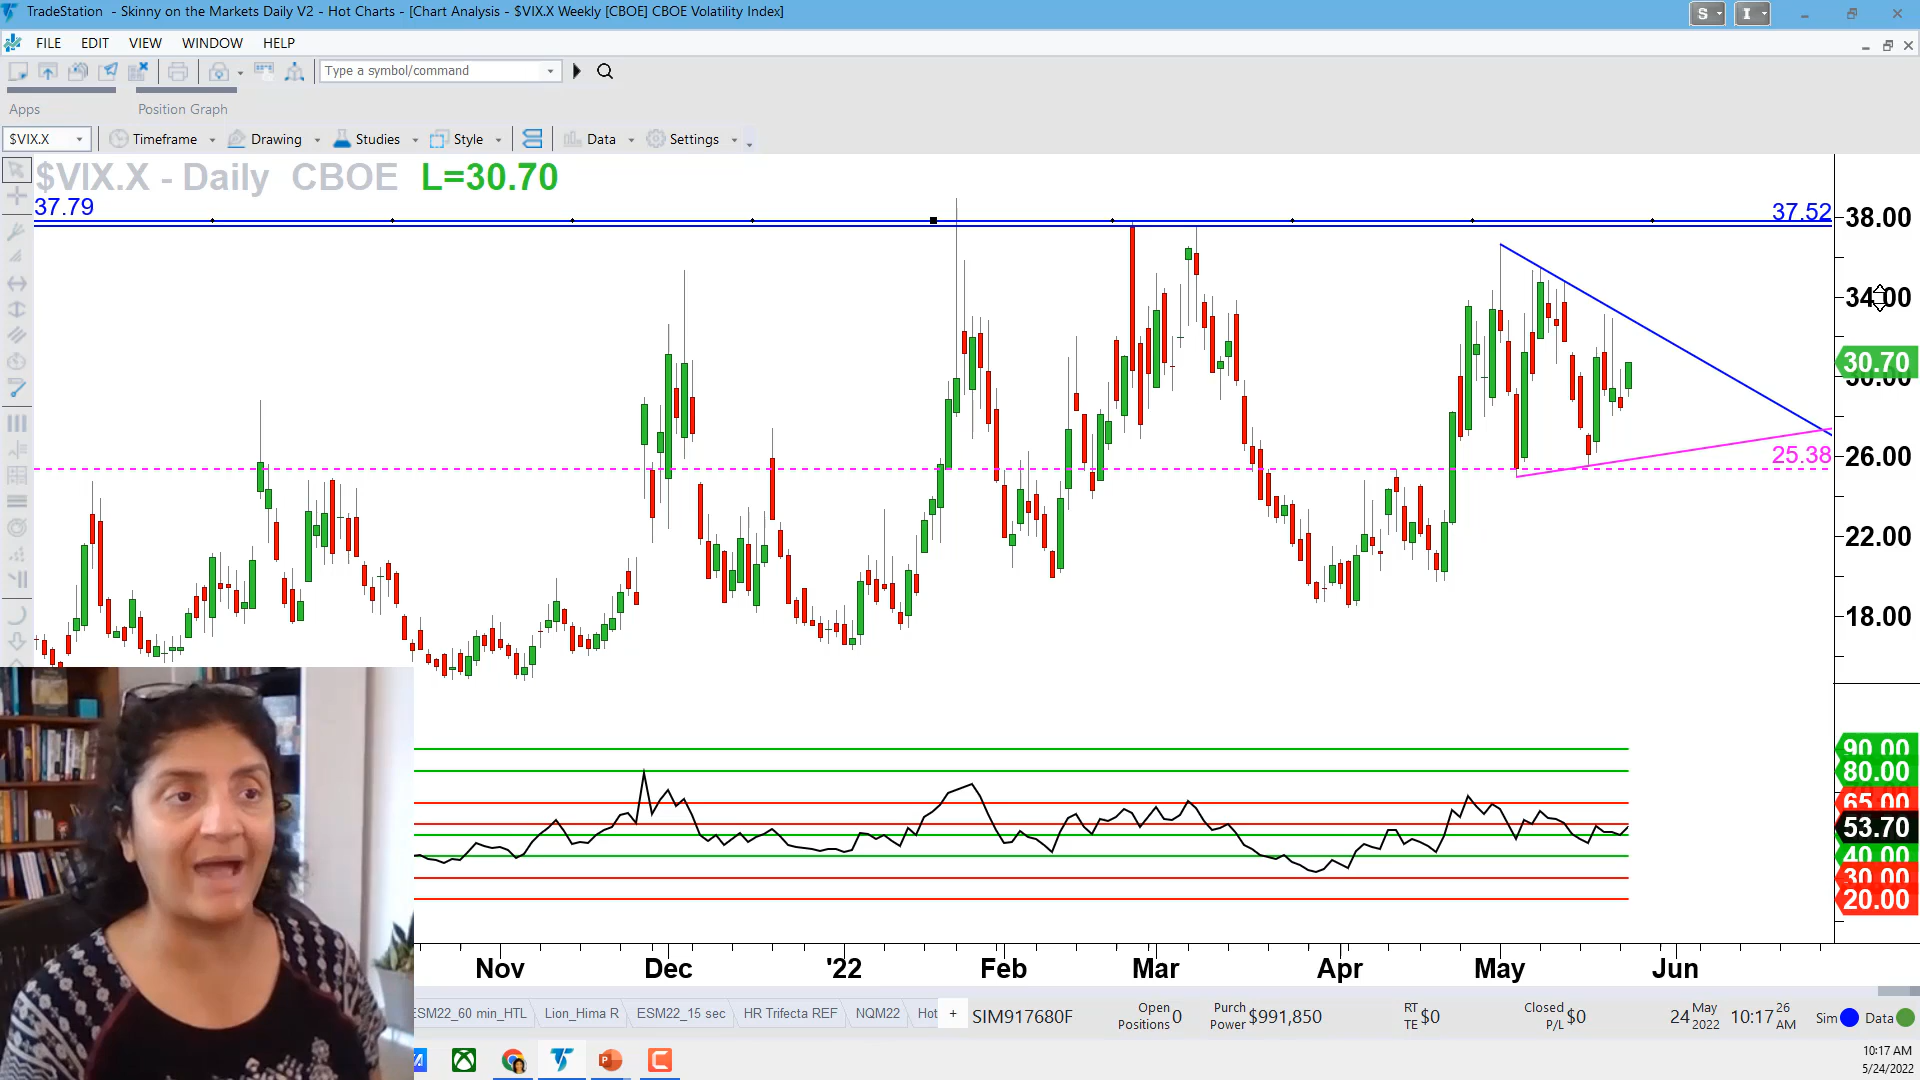 TradeStation - Skinny on the Markets Daily V2 - Hot Charts - [Chart Analysis - $VIX.X Weekly [CBOE] CBOE Volatility Index]
S
I
FILE EDIT VIEW WINDOW HELP
Type a symbol/command
Apps Position Graph
$VIX.X Timeframe Drawing Studies Style Data Settings
$VIX.X - Daily CBOE L=30.70
37.79
37.52
38.00
34.00
30.70
30.00
25.38
26.00
22.00
18.00
90.00
80.00
65.00
53.70
40.00
30.00
20.00
Nov Dec '22 Feb Mar Apr May Jun
ESM22_60 min_HTL Lion_Hima R ESM22_15 sec HR Trifecta REF NQM22 Hot + SIM917680F
Open Positions 0
Purch Power $991,850
RT TE $0
Closed P/L $0
24 May 2022
10:17 26 AM
Sim Data
10:17 AM
5/24/2022